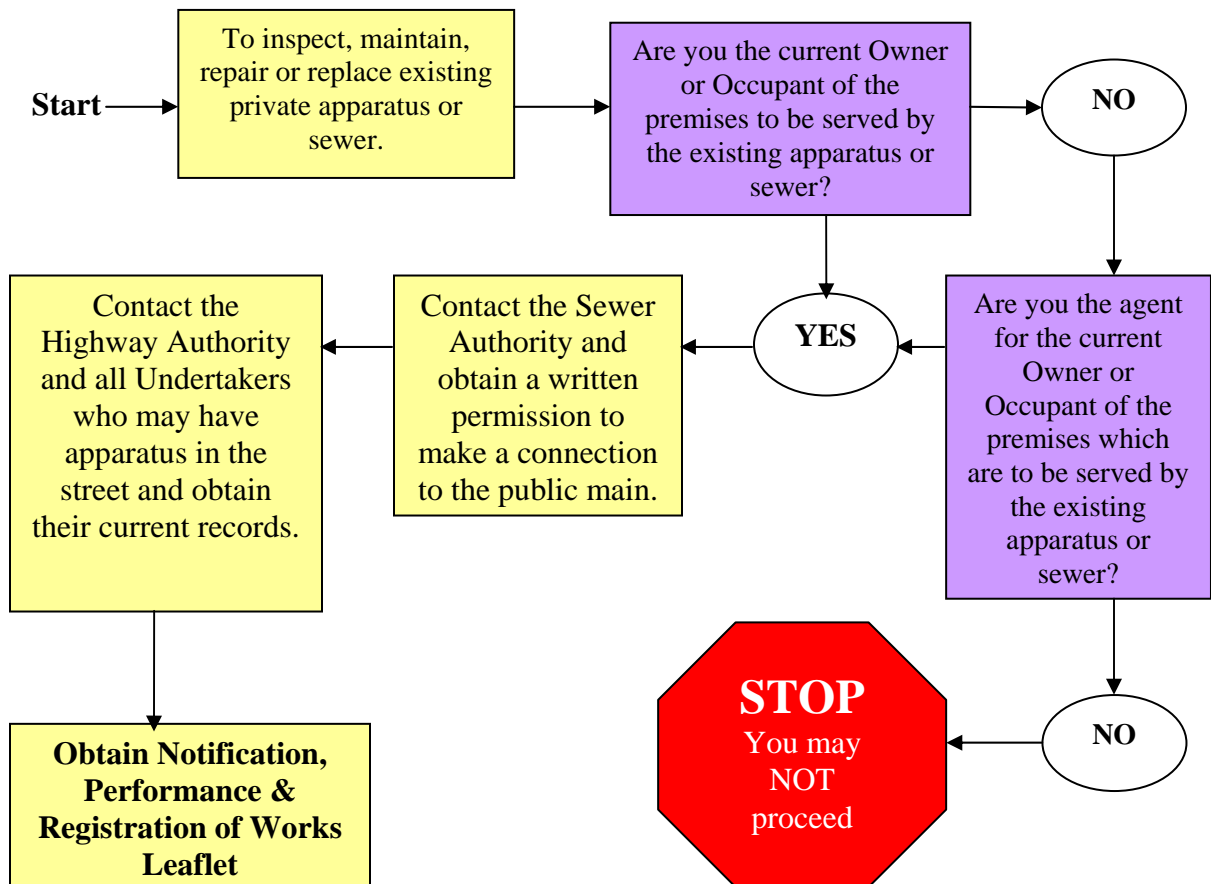 Start
To inspect, maintain,
repair or replace existing
private apparatus or
sewer.
Are you the current Owner
or Occupant of the
premises to be served by
the existing apparatus or
sewer?
NO
Contact the
Highway Authority
and all Undertakers
who may have
apparatus in the
street and obtain
their current records.
Contact the Sewer
Authority and
obtain a written
permission to
make a connection
to the public main.
YES
Are you the agent
for the current
Owner or
Occupant of the
premises which
are to be served by
the existing
apparatus or
sewer?
Obtain Notification,
Performance &
Registration of Works
Leaflet
STOP
You may
NOT
proceed
NO